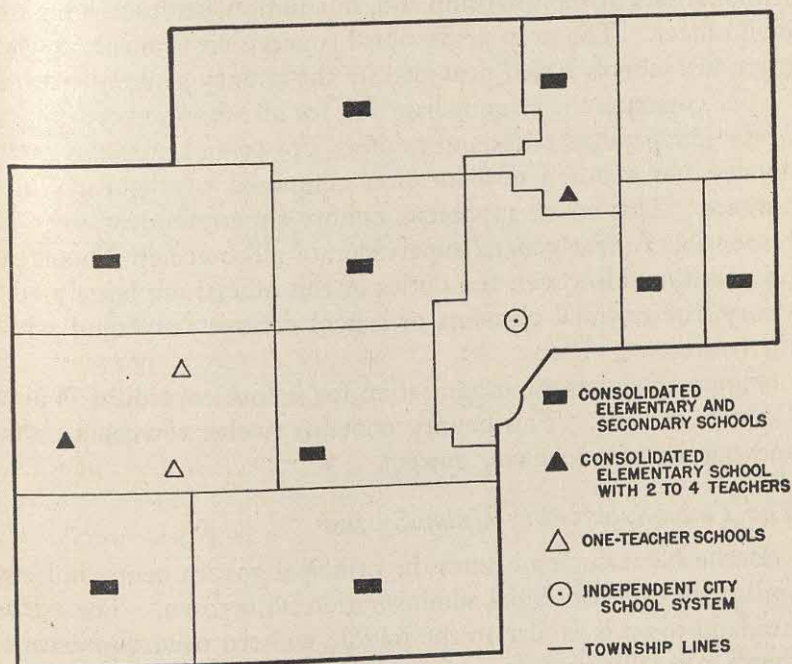 CONSOLIDATED
ELEMENTARY AND
SECONDARY SCHOOLS
CONSOLIDATED
ELEMENTARY SCHOOL
WITH 2 TO 4 TEACHERS
ONE-TEACHER SCHOOLS
INDEPENDENT CITY
SCHOOL SYSTEM
TOWNSHIP LINES